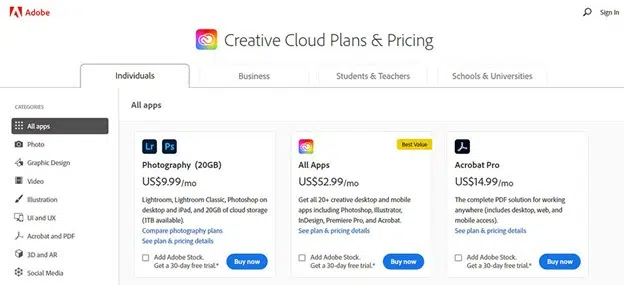 Adobe
Sign In
Creative Cloud Plans & Pricing
Individuals
Business
Students & Teachers
Schools & Universities
CATEGORIES
All apps
Photo
Graphic Design
Video
Illustration
UI and UX
Acrobat and PDF
3D and AR
Social Media
All apps
Lr Ps
Photography (20GB)
US$9.99/mo
Lightroom, Lightroom Classic, Photoshop on
desktop and iPad, and 20GB of cloud storage
(1TB available).
Compare photography plans
See plan & pricing details
Add Adobe Stock.
Get a 30-day free trial.*
Buy now
Best Value
All Apps
US$52.99/mo
Get all 20+ creative desktop and mobile
apps including Photoshop, Illustrator,
InDesign, Premiere Pro, and Acrobat.
See plan & pricing details
Add Adobe Stock.
Get a 30-day free trial.*
Buy now
Acrobat Pro
US$14.99/mo
The complete PDF solution for working
anywhere (includes desktop, web, and
mobile access).
See plan & pricing details
Add Adobe Stock.
Get a 30-day free trial.*
Buy now